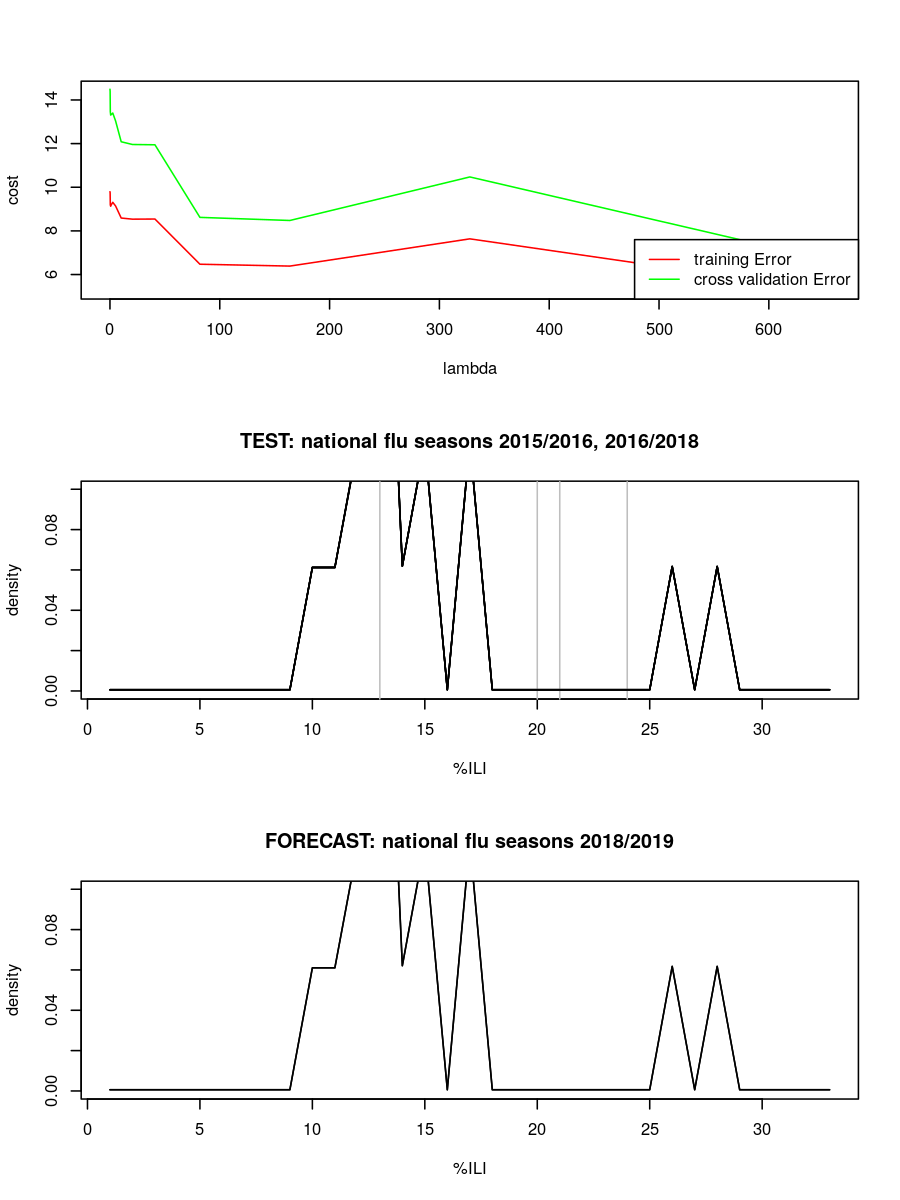 14
12
10
8
6
cost
training Error
cross validation Error
0 100 200 300 400 500 600
lambda
TEST: national flu seasons 2015/2016, 2016/2018
0.08
0.04
0.00
density
0 5 10 15 20 25 30
%ILI
FORECAST: national flu seasons 2018/2019
0.08
0.04
0.00
density
0 5 10 15 20 25 30
%ILI